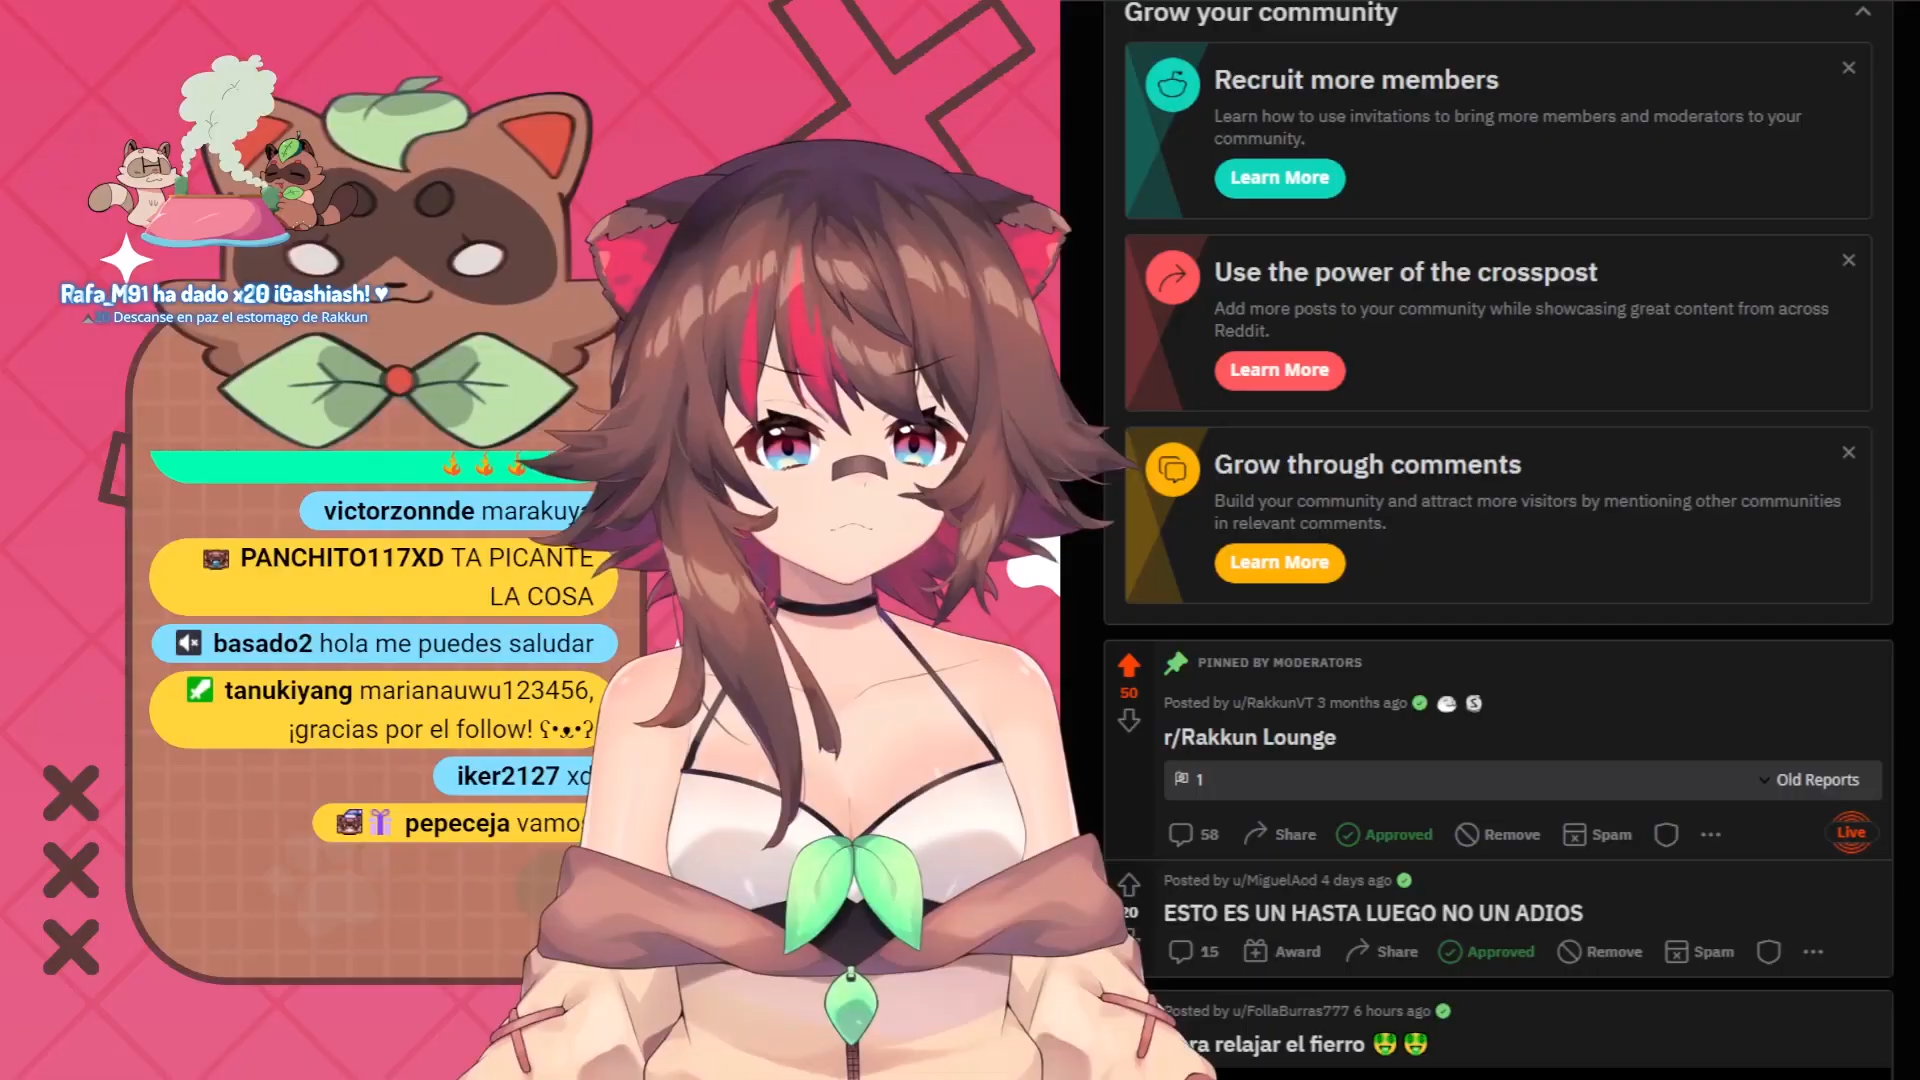 Rafa_M91 ha dado x20 iGashiash! ♥
Descanse en paz el estomago de Rakkun
🔥 🔥 🔥
victorzonnde marakuya
PANCHITO117XD TA PICANTE
LA COSA
basado2 hola me puedes saludar
tanukiyang marianauwu123456,
¡gracias por el follow! ʕ•ᴥ•ʔ
iker2127 xd
pepeceja vamos
Grow your community
Recruit more members
Learn how to use invitations to bring more members and moderators to your
community.
Learn More
Use the power of the crosspost
Add more posts to your community while showcasing great content from across
Reddit.
Learn More
Grow through comments
Build your community and attract more visitors by mentioning other communities
in relevant comments.
Learn More
PINNED BY MODERATORS
50
Posted by u/RakkunVT 3 months ago
r/Rakkun Lounge
1
Old Reports
58 Share Approved Remove Spam ...
Live
Posted by u/MiguelAod 4 days ago
20
ESTO ES UN HASTA LUEGO NO UN ADIOS
15 Award Share Approved Remove Spam ...
Posted by u/FollaBurras777 6 hours ago
relajar el fierro 🤑 🤑